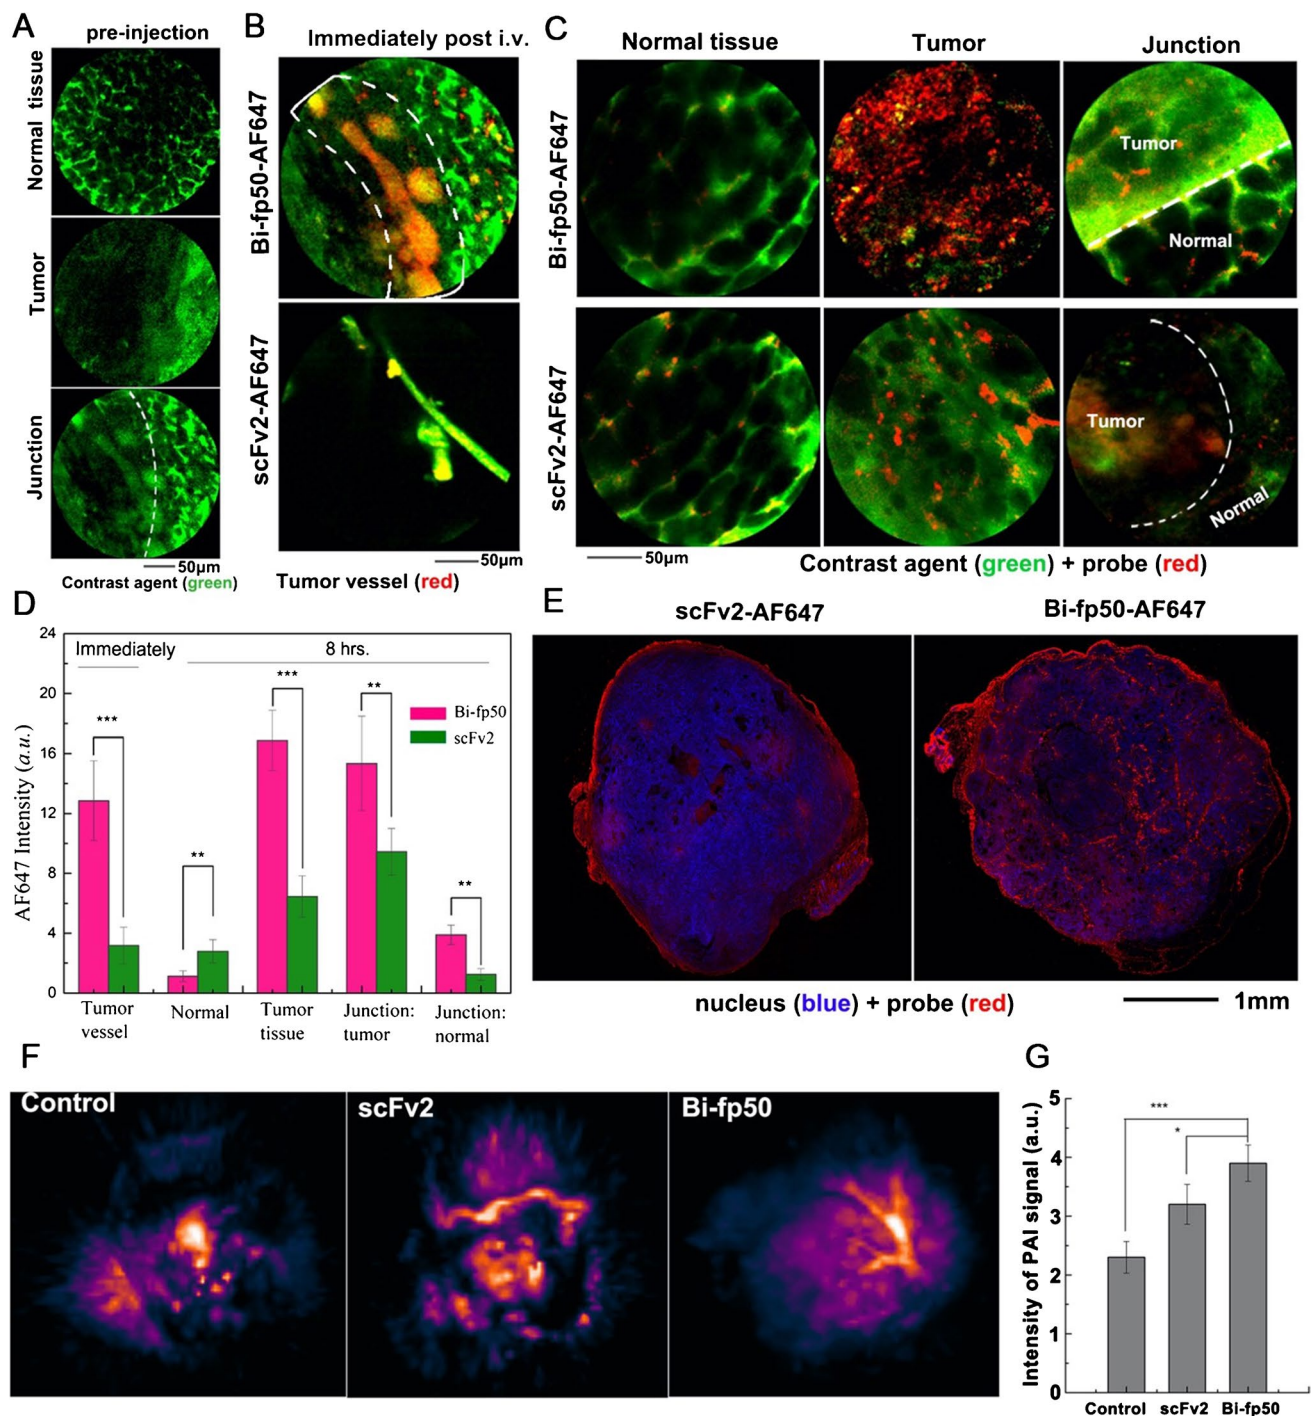 A
pre-injection
Normal tissue
Tumor
Junction
50μm
Contrast agent (green)
B
Immediately post i.v.
Bi-fp50-AF647
scFv2-AF647
50μm
Tumor vessel (red)
C
Normal tissue
Tumor
Junction
Bi-fp50-AF647
Tumor
Normal
scFv2-AF647
Tumor
Normal
50μm
Contrast agent (green) + probe (red)
D
AF647 Intensity (a.u.)
24
20
16
12
8
4
0
Immediately
8 hrs.
***
**
***
**
**
Bi-fp50
scFv2
Tumor vessel
Normal
Tumor tissue
Junction: tumor
Junction: normal
E
scFv2-AF647
Bi-fp50-AF647
nucleus (blue) + probe (red)
1mm
F
Control
scFv2
Bi-fp50
G
Intensity of PAI signal (a.u.)
5
4
3
2
1
0
***
*
Control
scFv2
Bi-fp50